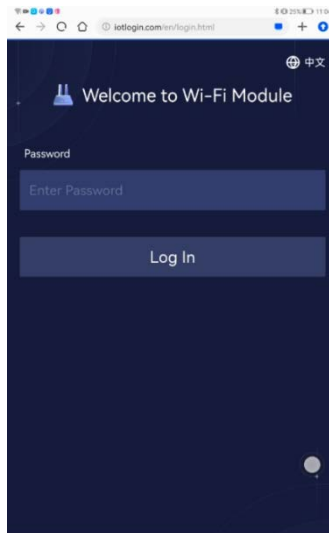 iotlogin.com/en/login.html
中文
Welcome to Wi-Fi Module
Password
Enter Password
Log In